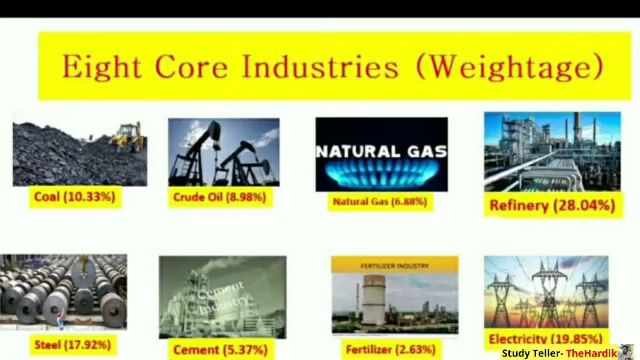 Eight Core Industries (Weightage)
NATURAL GAS
Coal (10.33%)
Crude Oil (8.98%)
Natural Gas (6.88%)
Refinery (28.04%)
Cement
Industry
FERTILIZER INDUSTRY
Steel (17.92%)
Cement (5.37%)
Fertilizer (2.63%)
Electricity (19.85%)
Study Teller- TheHardik